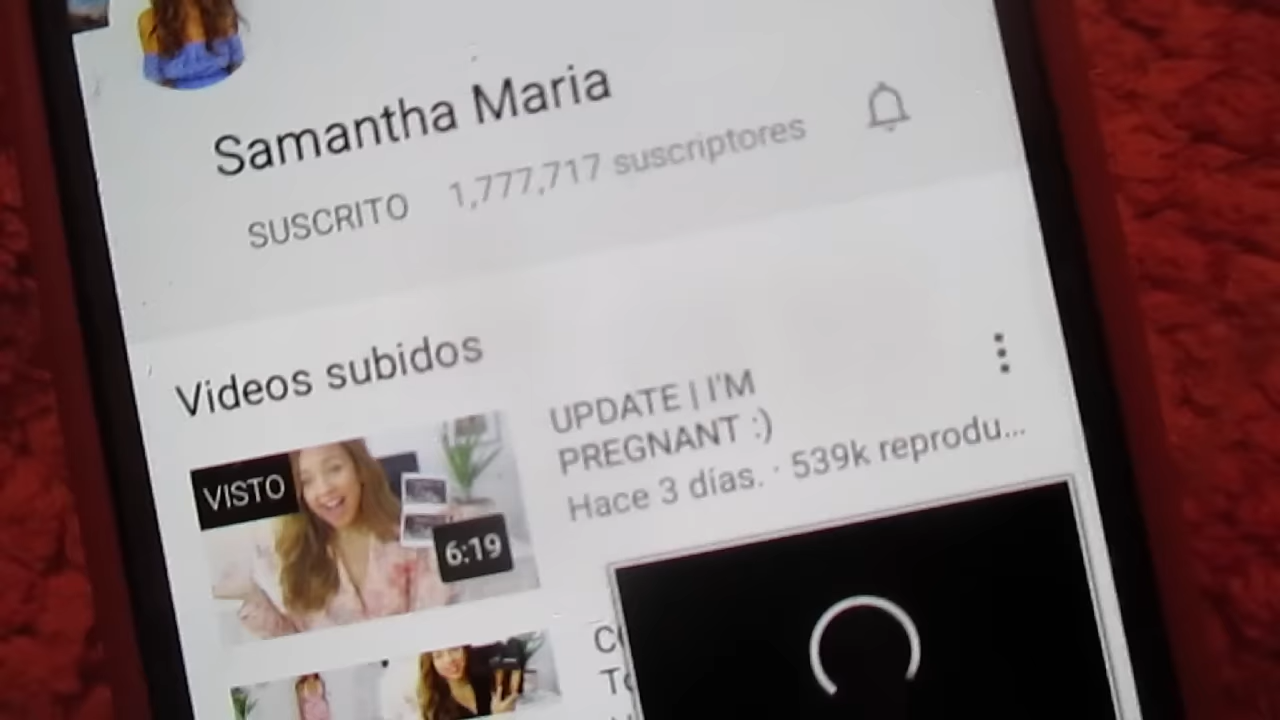 Samantha Maria
SUSCRITO 1,777,717 suscriptores
Videos subidos
VISTO
6:19
UPDATE | I'M
PREGNANT :)
Hace 3 días. · 539k reprodu...